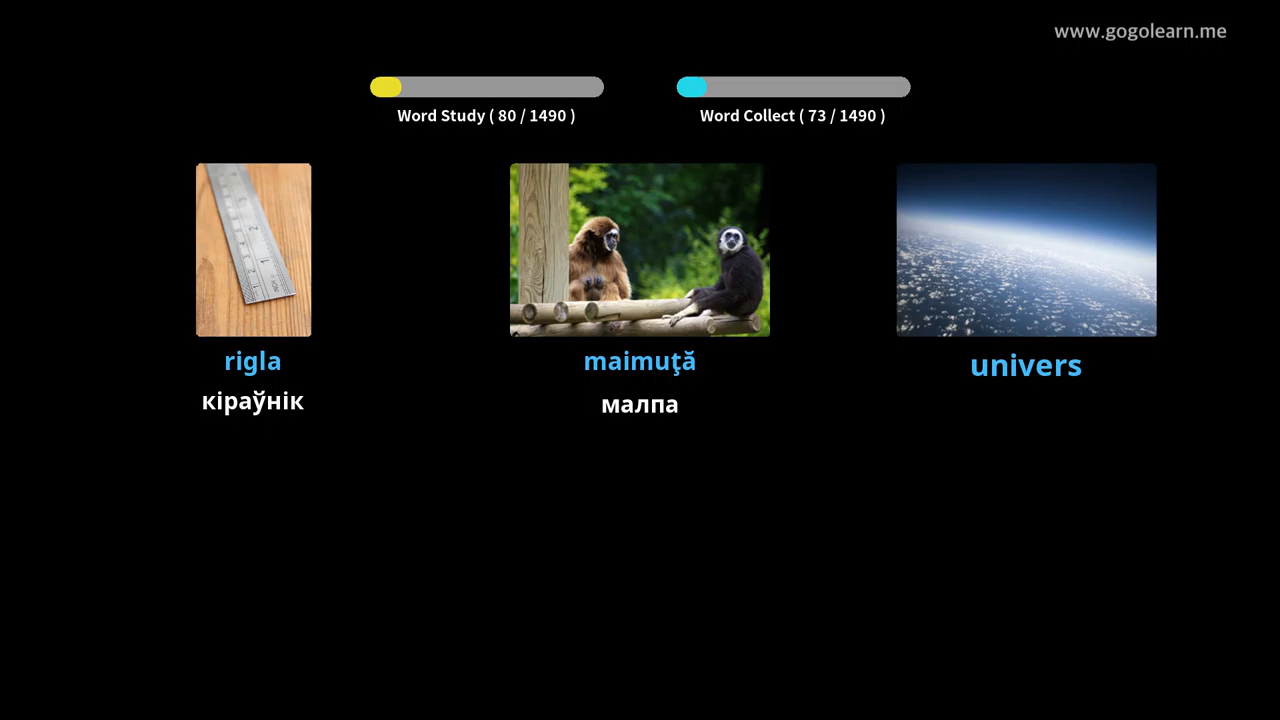 www.gogolearn.me
Word Study ( 80 / 1490 )
Word Collect ( 73 / 1490 )
rigla
maimuţă
univers
кіраўнік
малпа